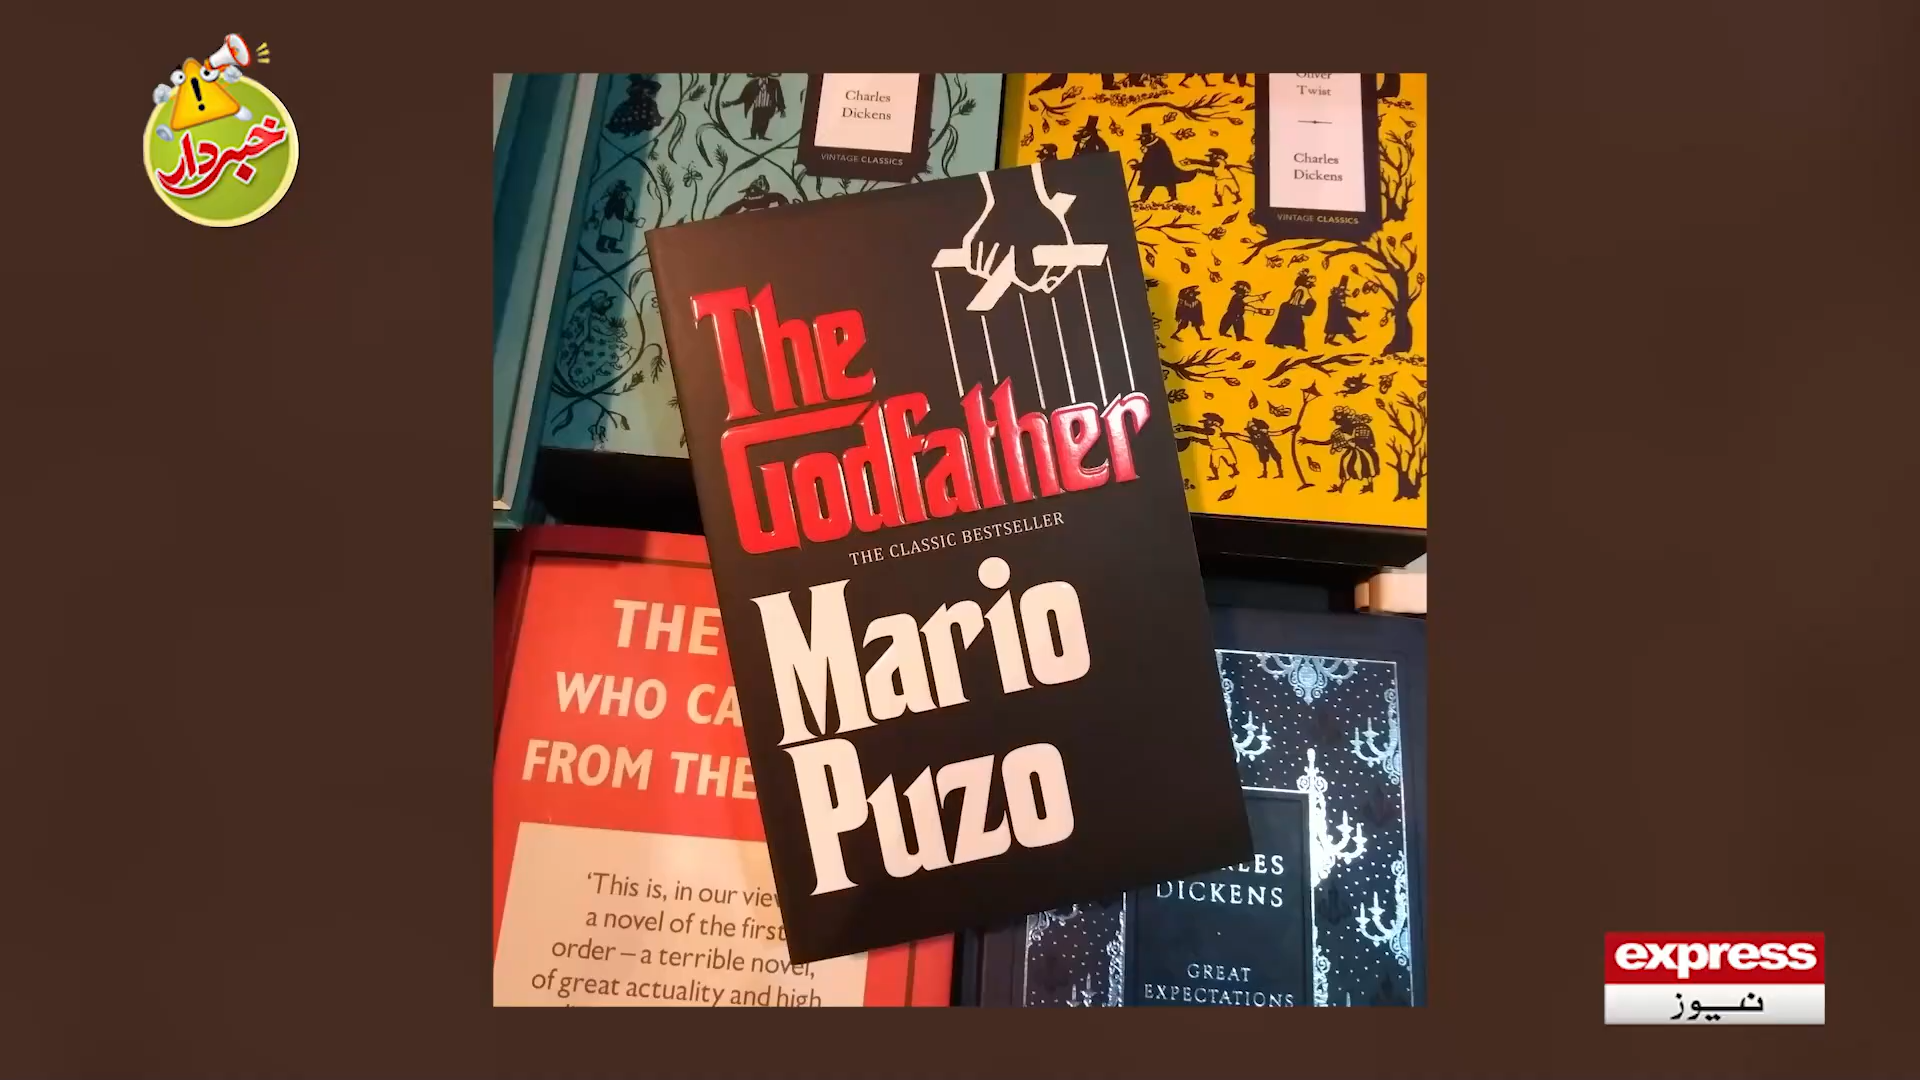 خبردار
Charles
Dickens
VINTAGE CLASSICS
Oliver
Twist
Charles
Dickens
VINTAGE CLASSICS
The
Godfather
THE CLASSIC BESTSELLER
Mario
Puzo
THE
WHO CA
FROM THE
'This is, in our view
a novel of the first
order – a terrible novel,
of great actuality and high
LES
DICKENS
GREAT
EXPECTATIONS
express
نیوز